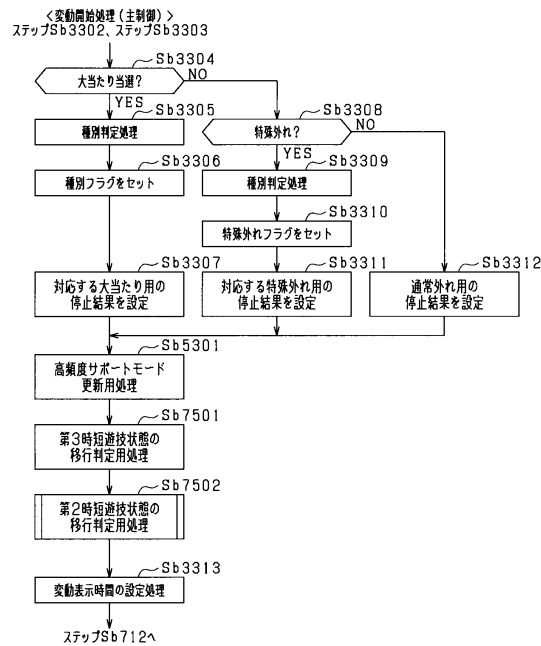 <変動開始処理(主制御)>
ステップSb3302、ステップSb3303
Sb3304
大当たり当選?
NO
YES
Sb3305
種別判定処理
Sb3306
種別フラグをセット
Sb3308
特殊外れ?
NO
YES
Sb3309
種別判定処理
Sb3310
特殊外れフラグをセット
Sb3307
対応する大当たり用の
停止結果を設定
Sb3311
対応する特殊外れ用の
停止結果を設定
Sb3312
通常外れ用の
停止結果を設定
Sb5301
高頻度サポートモード
更新用処理
Sb7501
第3時短遊技状態の
移行判定用処理
Sb7502
第2時短遊技状態の
移行判定用処理
Sb3313
変動表示時間の設定処理
ステップSb712へ